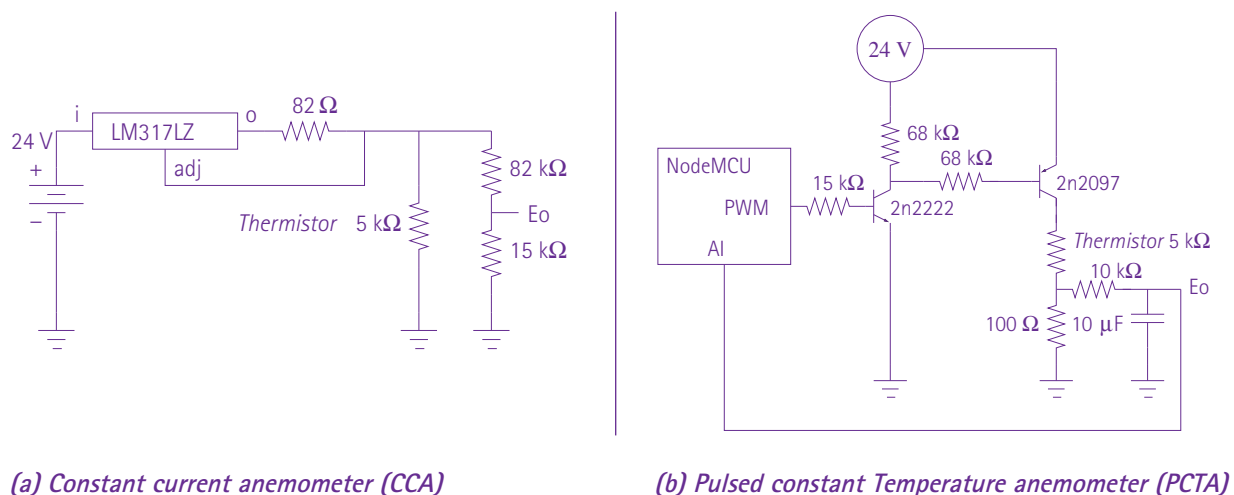 24 V
+
−
i
LM317LZ
adj
o
82 Ω
82 kΩ
Eo
15 kΩ
Thermistor 5 kΩ
24 V
68 kΩ
68 kΩ
NodeMCU
PWM
AI
15 kΩ
2n2222
2n2097
Thermistor 5 kΩ
10 kΩ
Eo
100 Ω
10 µF
(a) Constant current anemometer (CCA)
(b) Pulsed constant Temperature anemometer (PCTA)